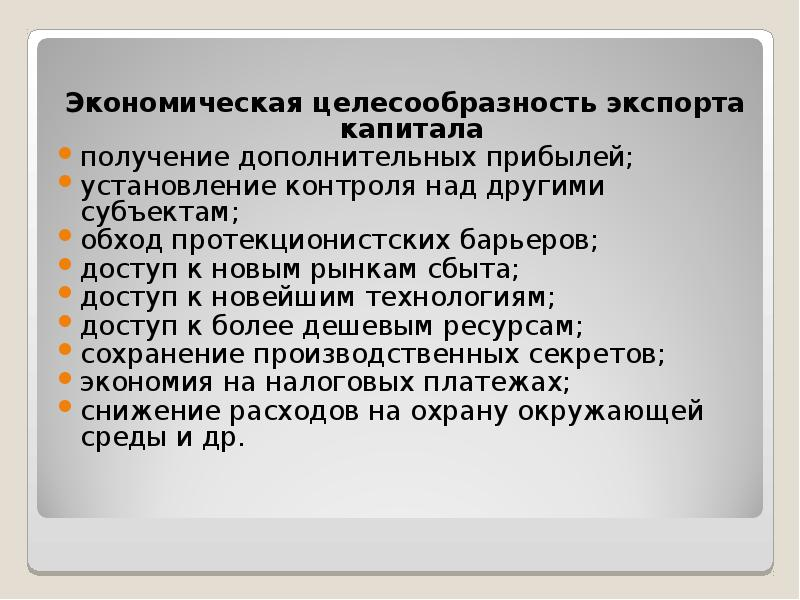 Экономическая целесообразность экспорта
капитала
получение дополнительных прибылей;
установление контроля над другими
субъектам;
обход протекционистских барьеров;
доступ к новым рынкам сбыта;
доступ к новейшим технологиям;
доступ к более дешевым ресурсам;
сохранение производственных секретов;
экономия на налоговых платежах;
снижение расходов на охрану окружающей
среды и др.